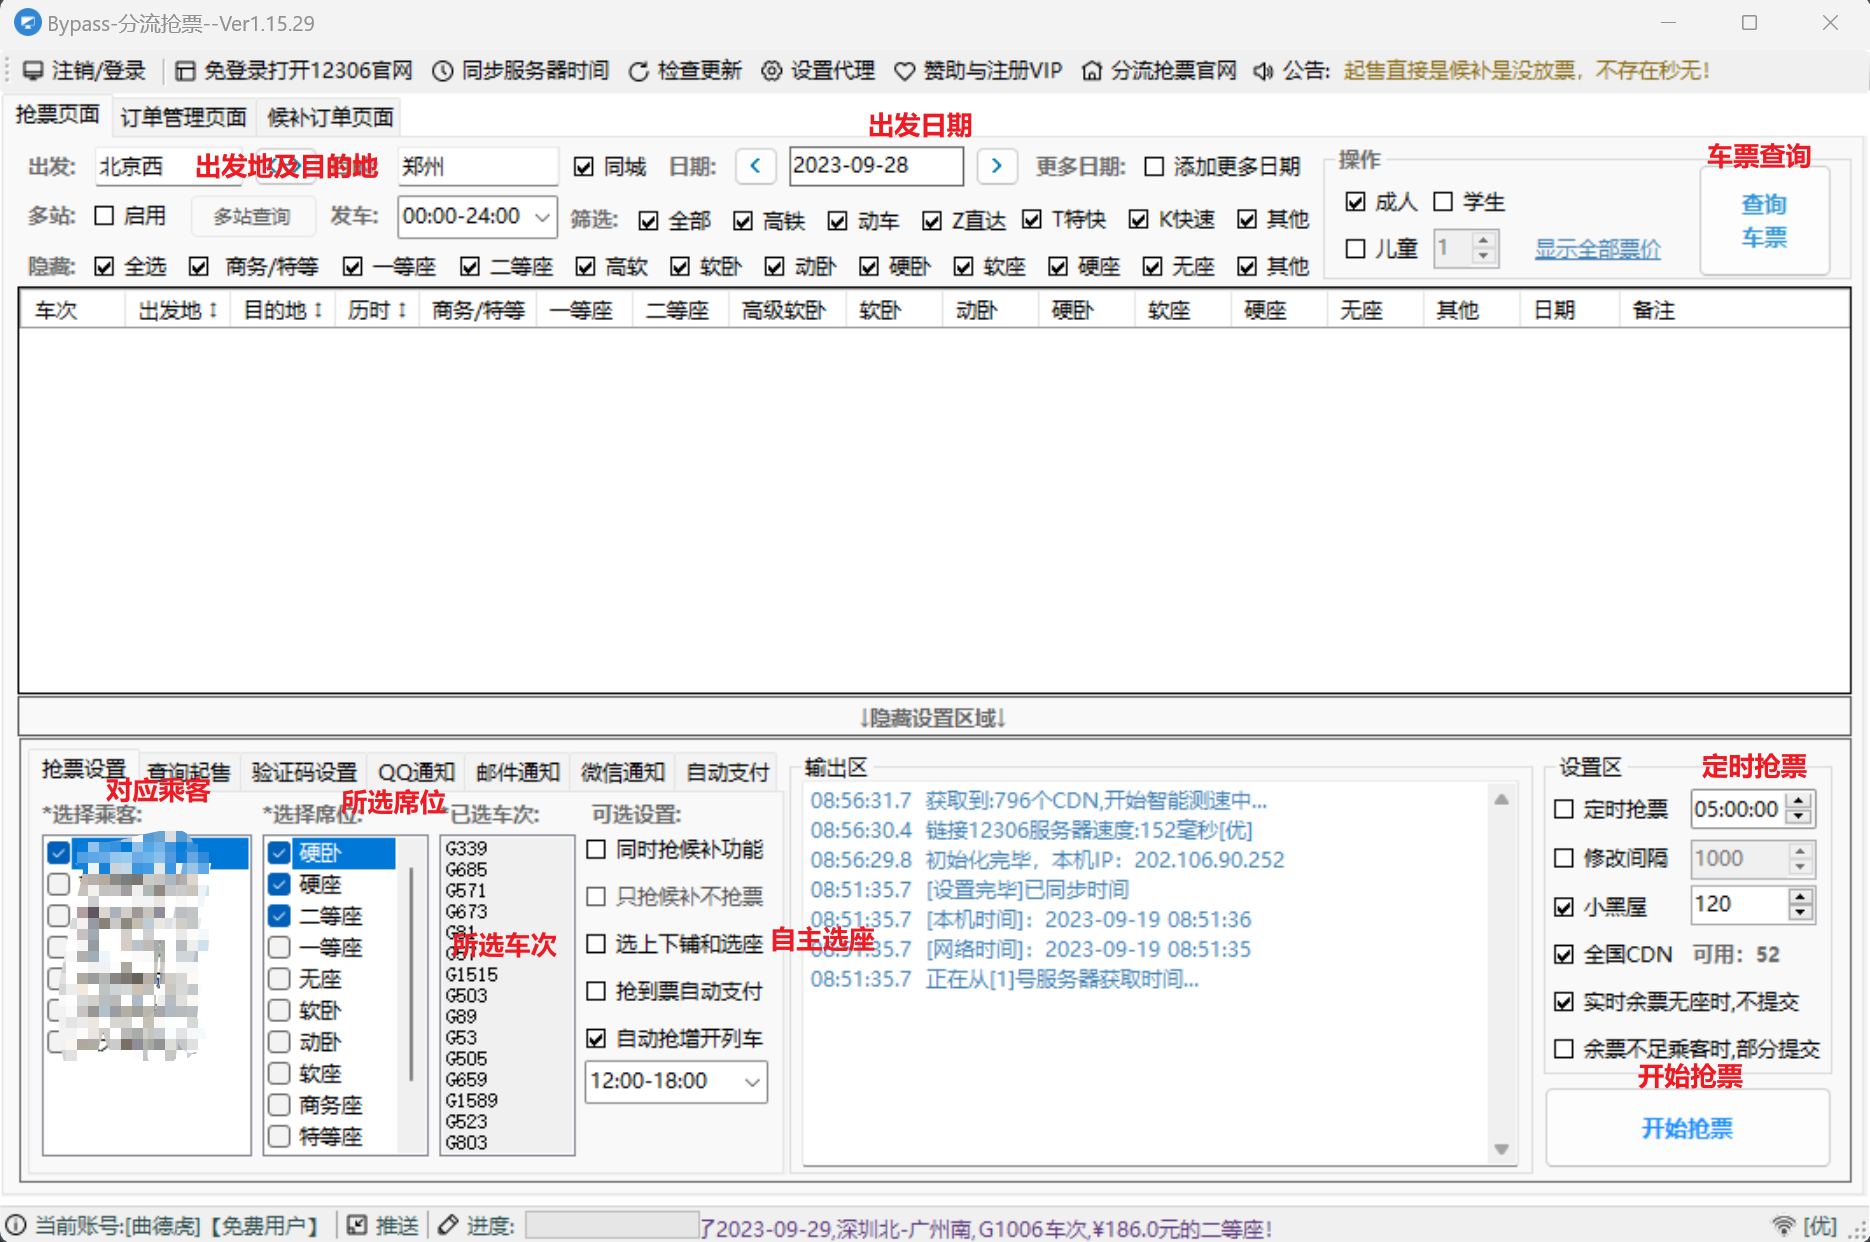 Bypass-分流抢票--Ver1.15.29
注销/登录 免登录打开12306官网 同步服务器时间 检查更新 设置代理 赞助与注册VIP 分流抢票官网 公告: 起售直接是候补是没放票，不存在秒无!
抢票页面 订单管理页面 候补订单页面
出发日期
出发: 北京西 出发地及目的地 郑州 同城 日期: 2023-09-28 更多日期: 添加更多日期
操作
车票查询
多站: 启用 多站查询 发车: 00:00-24:00 筛选: 全部 高铁 动车 Z直达 T特快 K快速 其他
成人 学生
查询
车票
隐藏: 全选 商务/特等 一等座 二等座 高软 软卧 动卧 硬卧 软座 硬座 无座 其他
儿童 1 显示全部票价
车次 出发地↕ 目的地↕ 历时↕ 商务/特等 一等座 二等座 高级软卧 软卧 动卧 硬卧 软座 硬座 无座 其他 日期 备注
↓隐藏设置区域↓
抢票设置 查询起售 验证码设置 QQ通知 邮件通知 微信通知 自动支付
对应乘客
所选席位
*选择乘客: *选择席位: *已选车次: 可选设置:
硬卧
硬座
二等座
一等座
无座
软卧
动卧
软座
商务座
特等座
G339
G685
G571
G673
G81
所选车次
G1515
G503
G89
G53
G505
G659
G1589
G523
G803
同时抢候补功能
只抢候补不抢票
选上下铺和选座
自主选座
抢到票自动支付
自动抢增开列车
12:00-18:00
输出区
08:56:31.7 获取到:796个CDN,开始智能测速中...
08:56:30.4 链接12306服务器速度:152毫秒[优]
08:56:29.8 初始化完毕，本机IP：202.106.90.252
08:51:35.7 [设置完毕]已同步时间
08:51:35.7 [本机时间]：2023-09-19 08:51:36
08:51:35.7 [网络时间]：2023-09-19 08:51:35
08:51:35.7 正在从[1]号服务器获取时间...
设置区
定时抢票
定时抢票 05:00:00
修改间隔 1000
小黑屋 120
全国CDN 可用：52
实时余票无座时,不提交
余票不足乘客时,部分提交
开始抢票
开始抢票
当前账号:[曲德虎]【免费用户】 推送 进度: 了2023-09-29,深圳北-广州南,G1006车次,¥186.0元的二等座! [优]